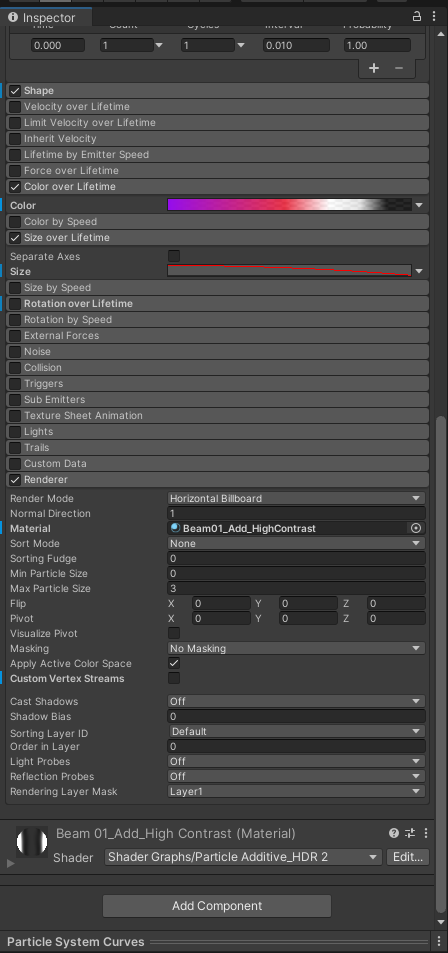 Inspector
Time Count Cycles Interval Probability
0.000 1 1 0.010 1.00
+ −
Shape
Velocity over Lifetime
Limit Velocity over Lifetime
Inherit Velocity
Lifetime by Emitter Speed
Force over Lifetime
Color over Lifetime
Color
Color by Speed
Size over Lifetime
Separate Axes
Size
Size by Speed
Rotation over Lifetime
Rotation by Speed
External Forces
Noise
Collision
Triggers
Sub Emitters
Texture Sheet Animation
Lights
Trails
Custom Data
Renderer
Render Mode Horizontal Billboard
Normal Direction 1
Material Beam01_Add_HighContrast
Sort Mode None
Sorting Fudge 0
Min Particle Size 0
Max Particle Size 3
Flip X 0 Y 0 Z 0
Pivot X 0 Y 0 Z 0
Visualize Pivot
Masking No Masking
Apply Active Color Space
Custom Vertex Streams
Cast Shadows Off
Shadow Bias 0
Sorting Layer ID Default
Order in Layer 0
Light Probes Off
Reflection Probes Off
Rendering Layer Mask Layer1
Beam 01_Add_High Contrast (Material)
Shader Shader Graphs/Particle Additive_HDR 2 Edit...
Add Component
Particle System Curves